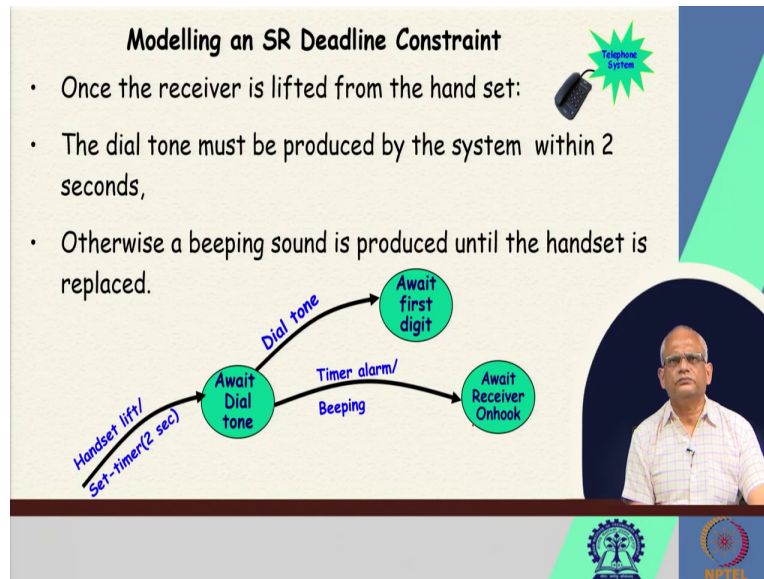 Modelling an SR Deadline Constraint
Telephone
System
• Once the receiver is lifted from the hand set:
• The dial tone must be produced by the system within 2
seconds,
• Otherwise a beeping sound is produced until the handset is
replaced.
Await
first
digit
Dial tone
Await
Dial
tone
Timer alarm/
Beeping
Await
Receiver
Onhook
Handset lift/
Set-timer(2 sec)
NPTEL